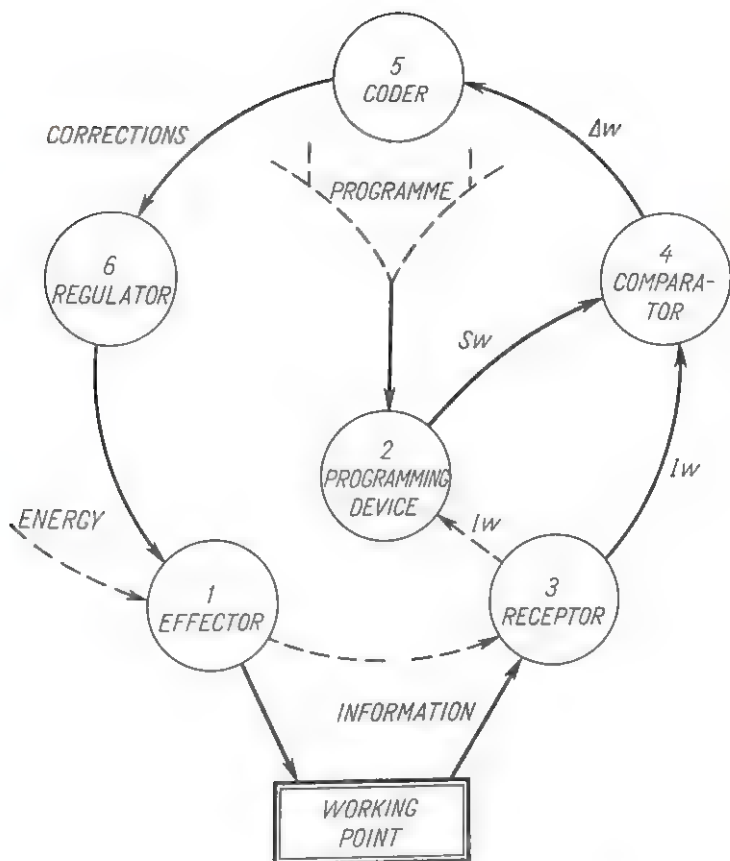 5
CODER
CORRECTIONS
Δw
PROGRAMME
6
REGULATOR
4
COMPARA-
TOR
Sw
2
PROGRAMMING
DEVICE
Iw
Iw
ENERGY
1
EFFECTOR
3
RECEPTOR
INFORMATION
WORKING
POINT